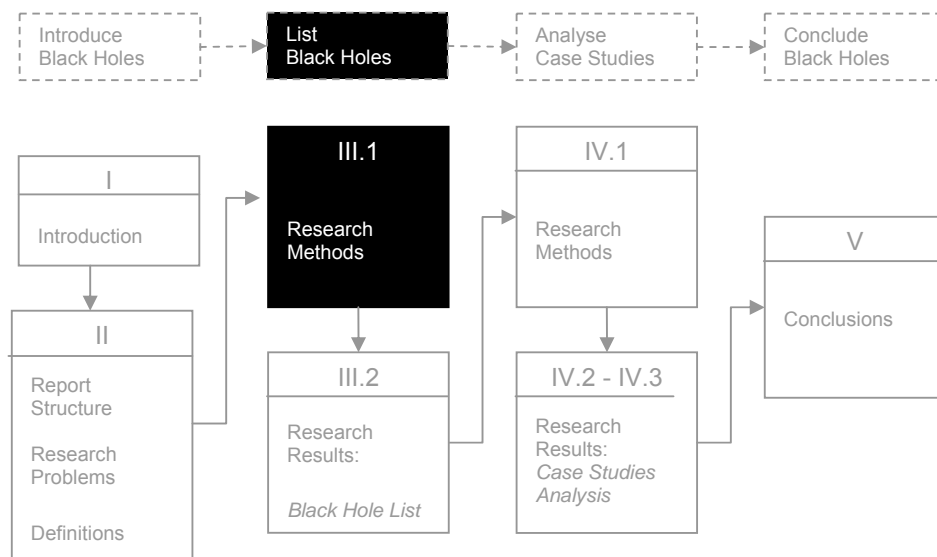 Introduce
Black Holes
List
Black Holes
Analyse
Case Studies
Conclude
Black Holes
I
Introduction
II
Report
Structure
Research
Problems
Definitions
III.1
Research
Methods
III.2
Research
Results:
Black Hole List
IV.1
Research
Methods
IV.2 - IV.3
Research
Results:
Case Studies
Analysis
V
Conclusions